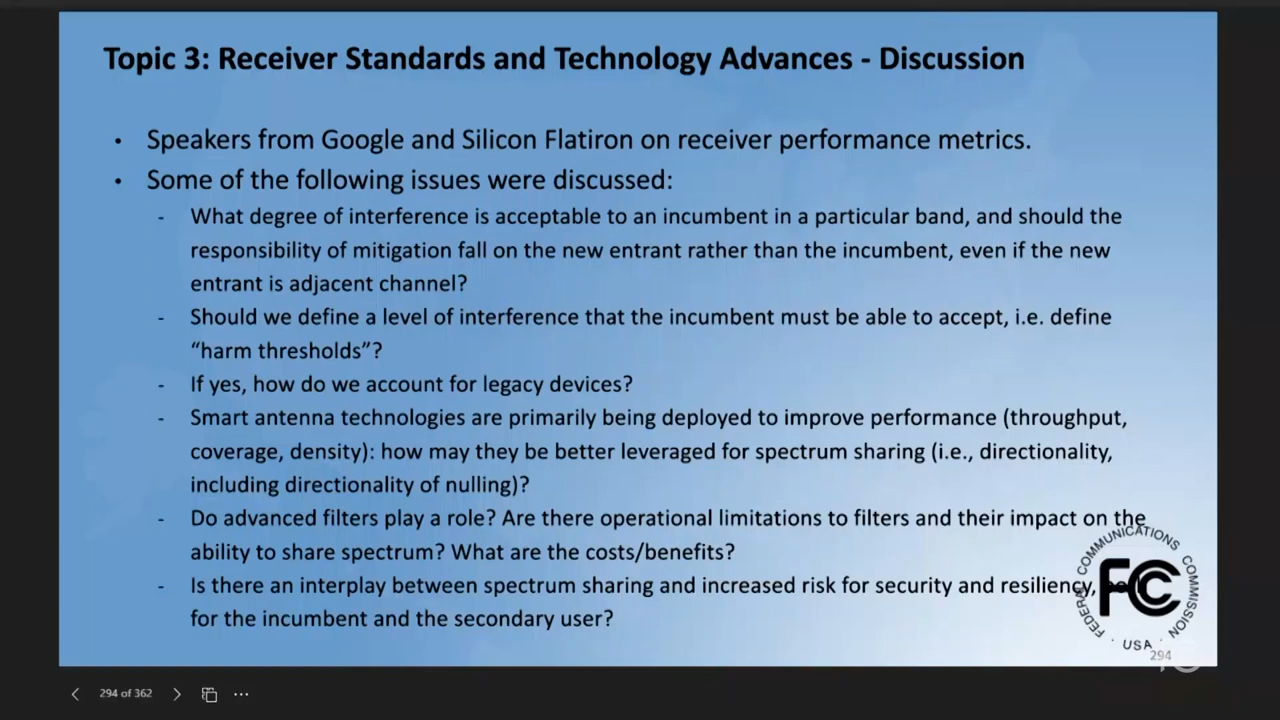 Topic 3: Receiver Standards and Technology Advances - Discussion
• Speakers from Google and Silicon Flatiron on receiver performance metrics.
• Some of the following issues were discussed:
- What degree of interference is acceptable to an incumbent in a particular band, and should the
responsibility of mitigation fall on the new entrant rather than the incumbent, even if the new
entrant is adjacent channel?
- Should we define a level of interference that the incumbent must be able to accept, i.e. define
“harm thresholds”?
- If yes, how do we account for legacy devices?
- Smart antenna technologies are primarily being deployed to improve performance (throughput,
coverage, density): how may they be better leveraged for spectrum sharing (i.e., directionality,
including directionality of nulling)?
- Do advanced filters play a role? Are there operational limitations to filters and their impact on the
ability to share spectrum? What are the costs/benefits?
- Is there an interplay between spectrum sharing and increased risk for security and resiliency,
for the incumbent and the secondary user?
FEDERAL COMMUNICATIONS COMMISSION · USA ·
FCC
294
294 of 362